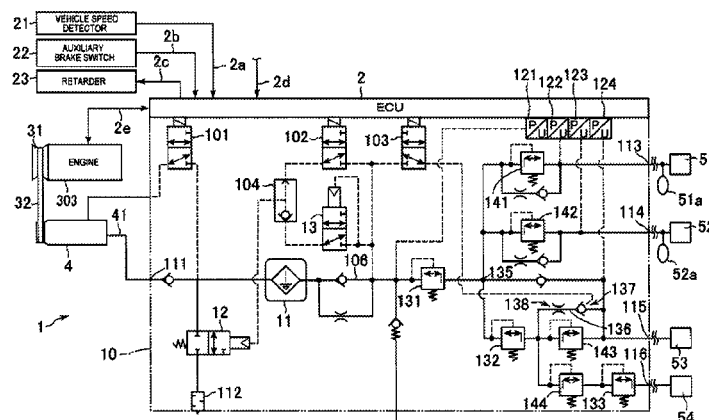 21
VEHICLE SPEED
DETECTOR
2b
22
AUXILIARY
BRAKE SWITCH
2c
23
RETARDER
2a
2d
2
121
122
123
124
ECU
2e
P
U
P
U
P
U
P
U
31
ENGINE
101
102
103
113
5
141
51a
303
104
32
13
41
142
114
52
4
52a
111
106
135
131
137
138
136
115
1
12
11
10
132
143
53
116
112
144
133
54